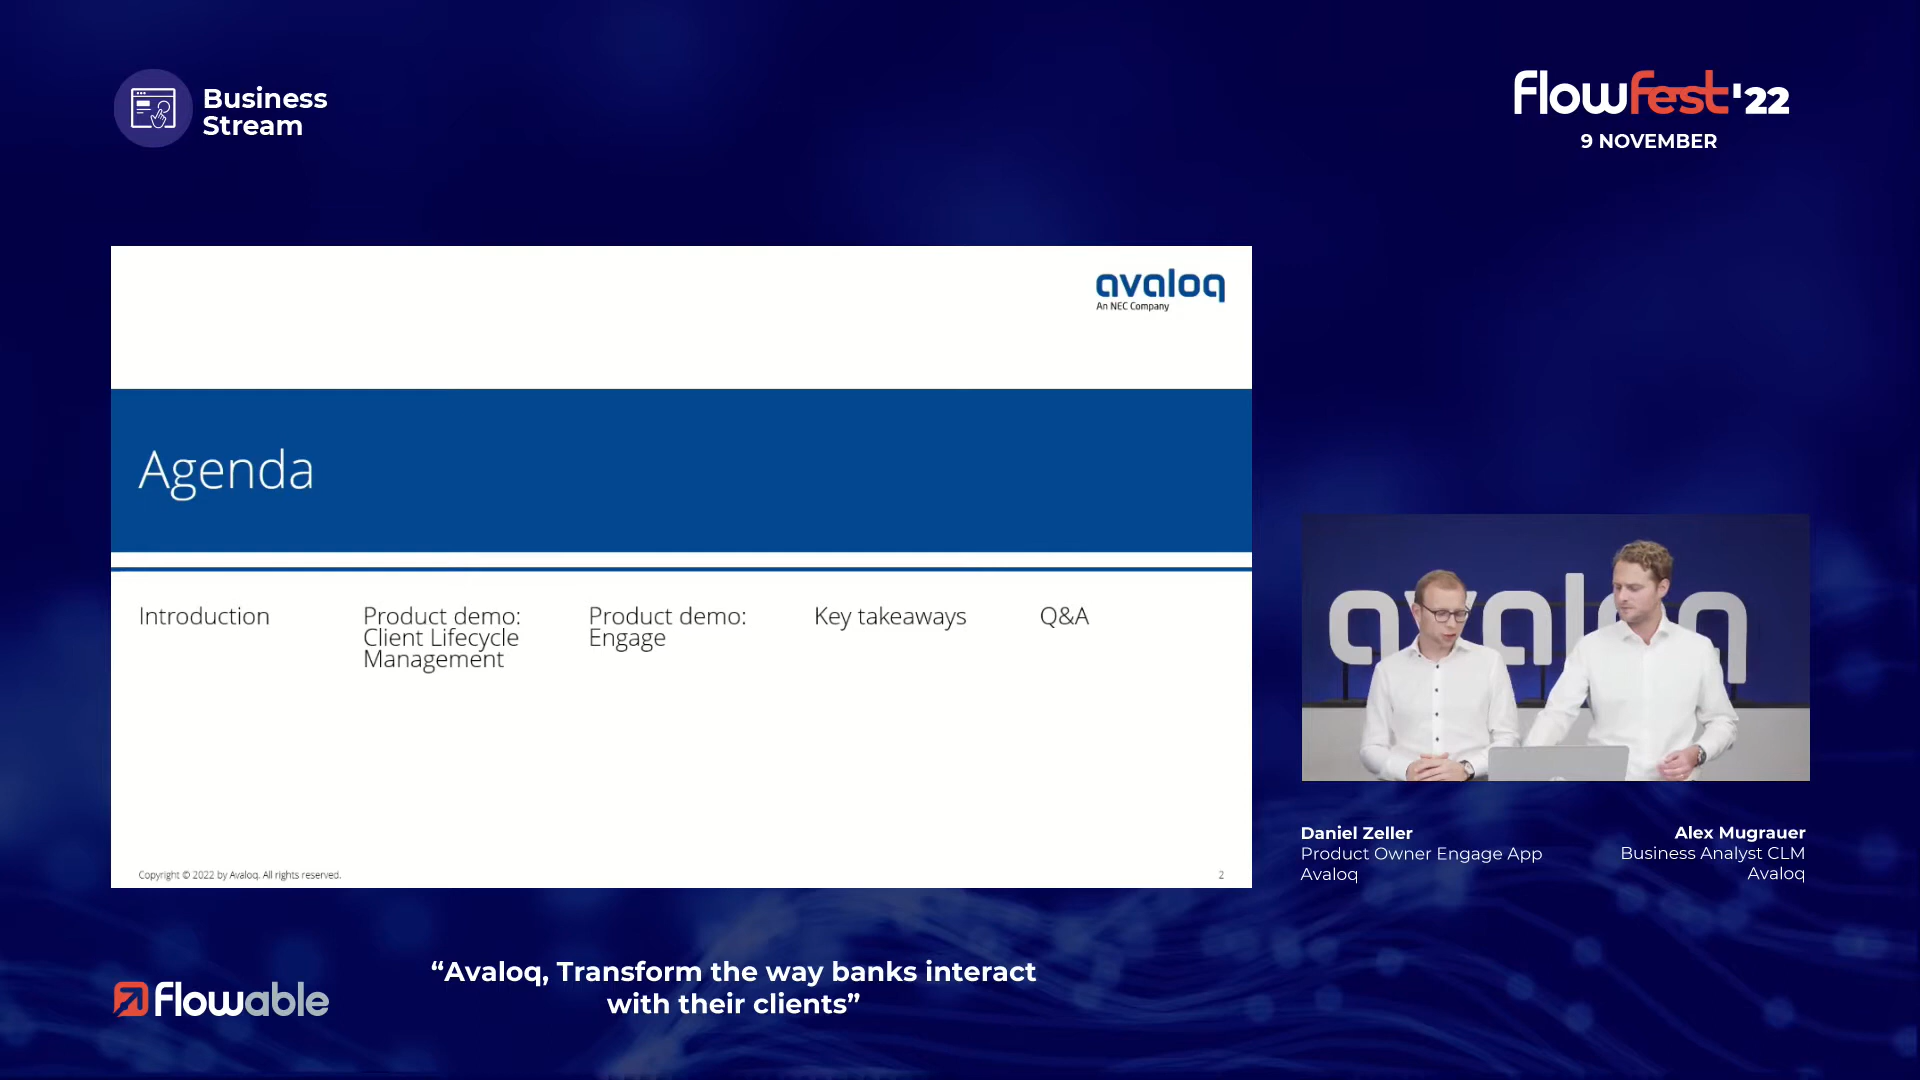 Business
Stream
flowfest'22
9 NOVEMBER
avaloq
An NEC Company
Agenda
Introduction
Product demo:
Client Lifecycle
Management
Product demo:
Engage
Key takeaways
Q&A
Copyright © 2022 by Avaloq. All rights reserved.
2
avaloq
Daniel Zeller
Product Owner Engage App
Avaloq
Alex Mugrauer
Business Analyst CLM
Avaloq
flowable
“Avaloq, Transform the way banks interact
with their clients”